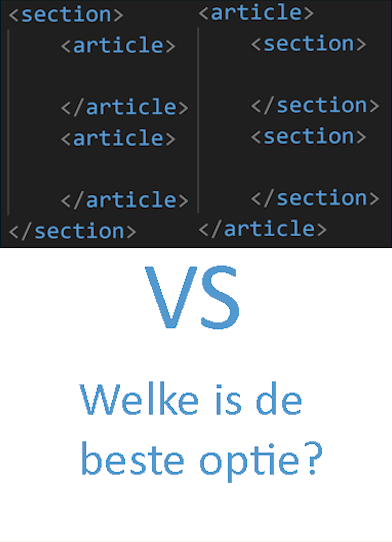 <section>
<article>
</article>
<article>
</article>
</section>
<article>
<section>
</section>
<section>
</section>
</article>
VS
Welke is de
beste optie?